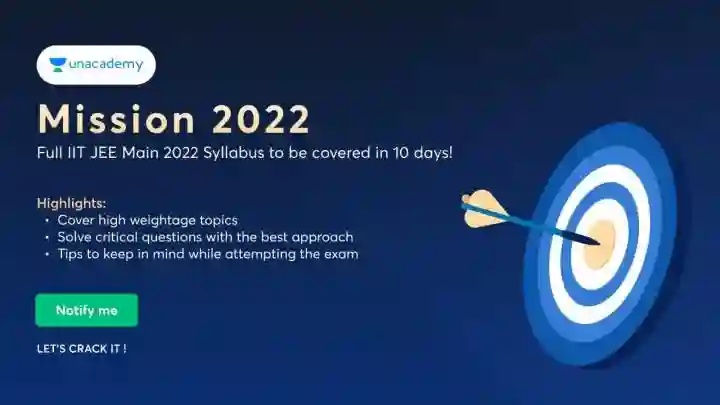 unacademy
Mission 2022
Full IIT JEE Main 2022 Syllabus to be covered in 10 days!
Highlights:
• Cover high weightage topics
• Solve critical questions with the best approach
• Tips to keep in mind while attempting the exam
Notify me
LET'S CRACK IT !